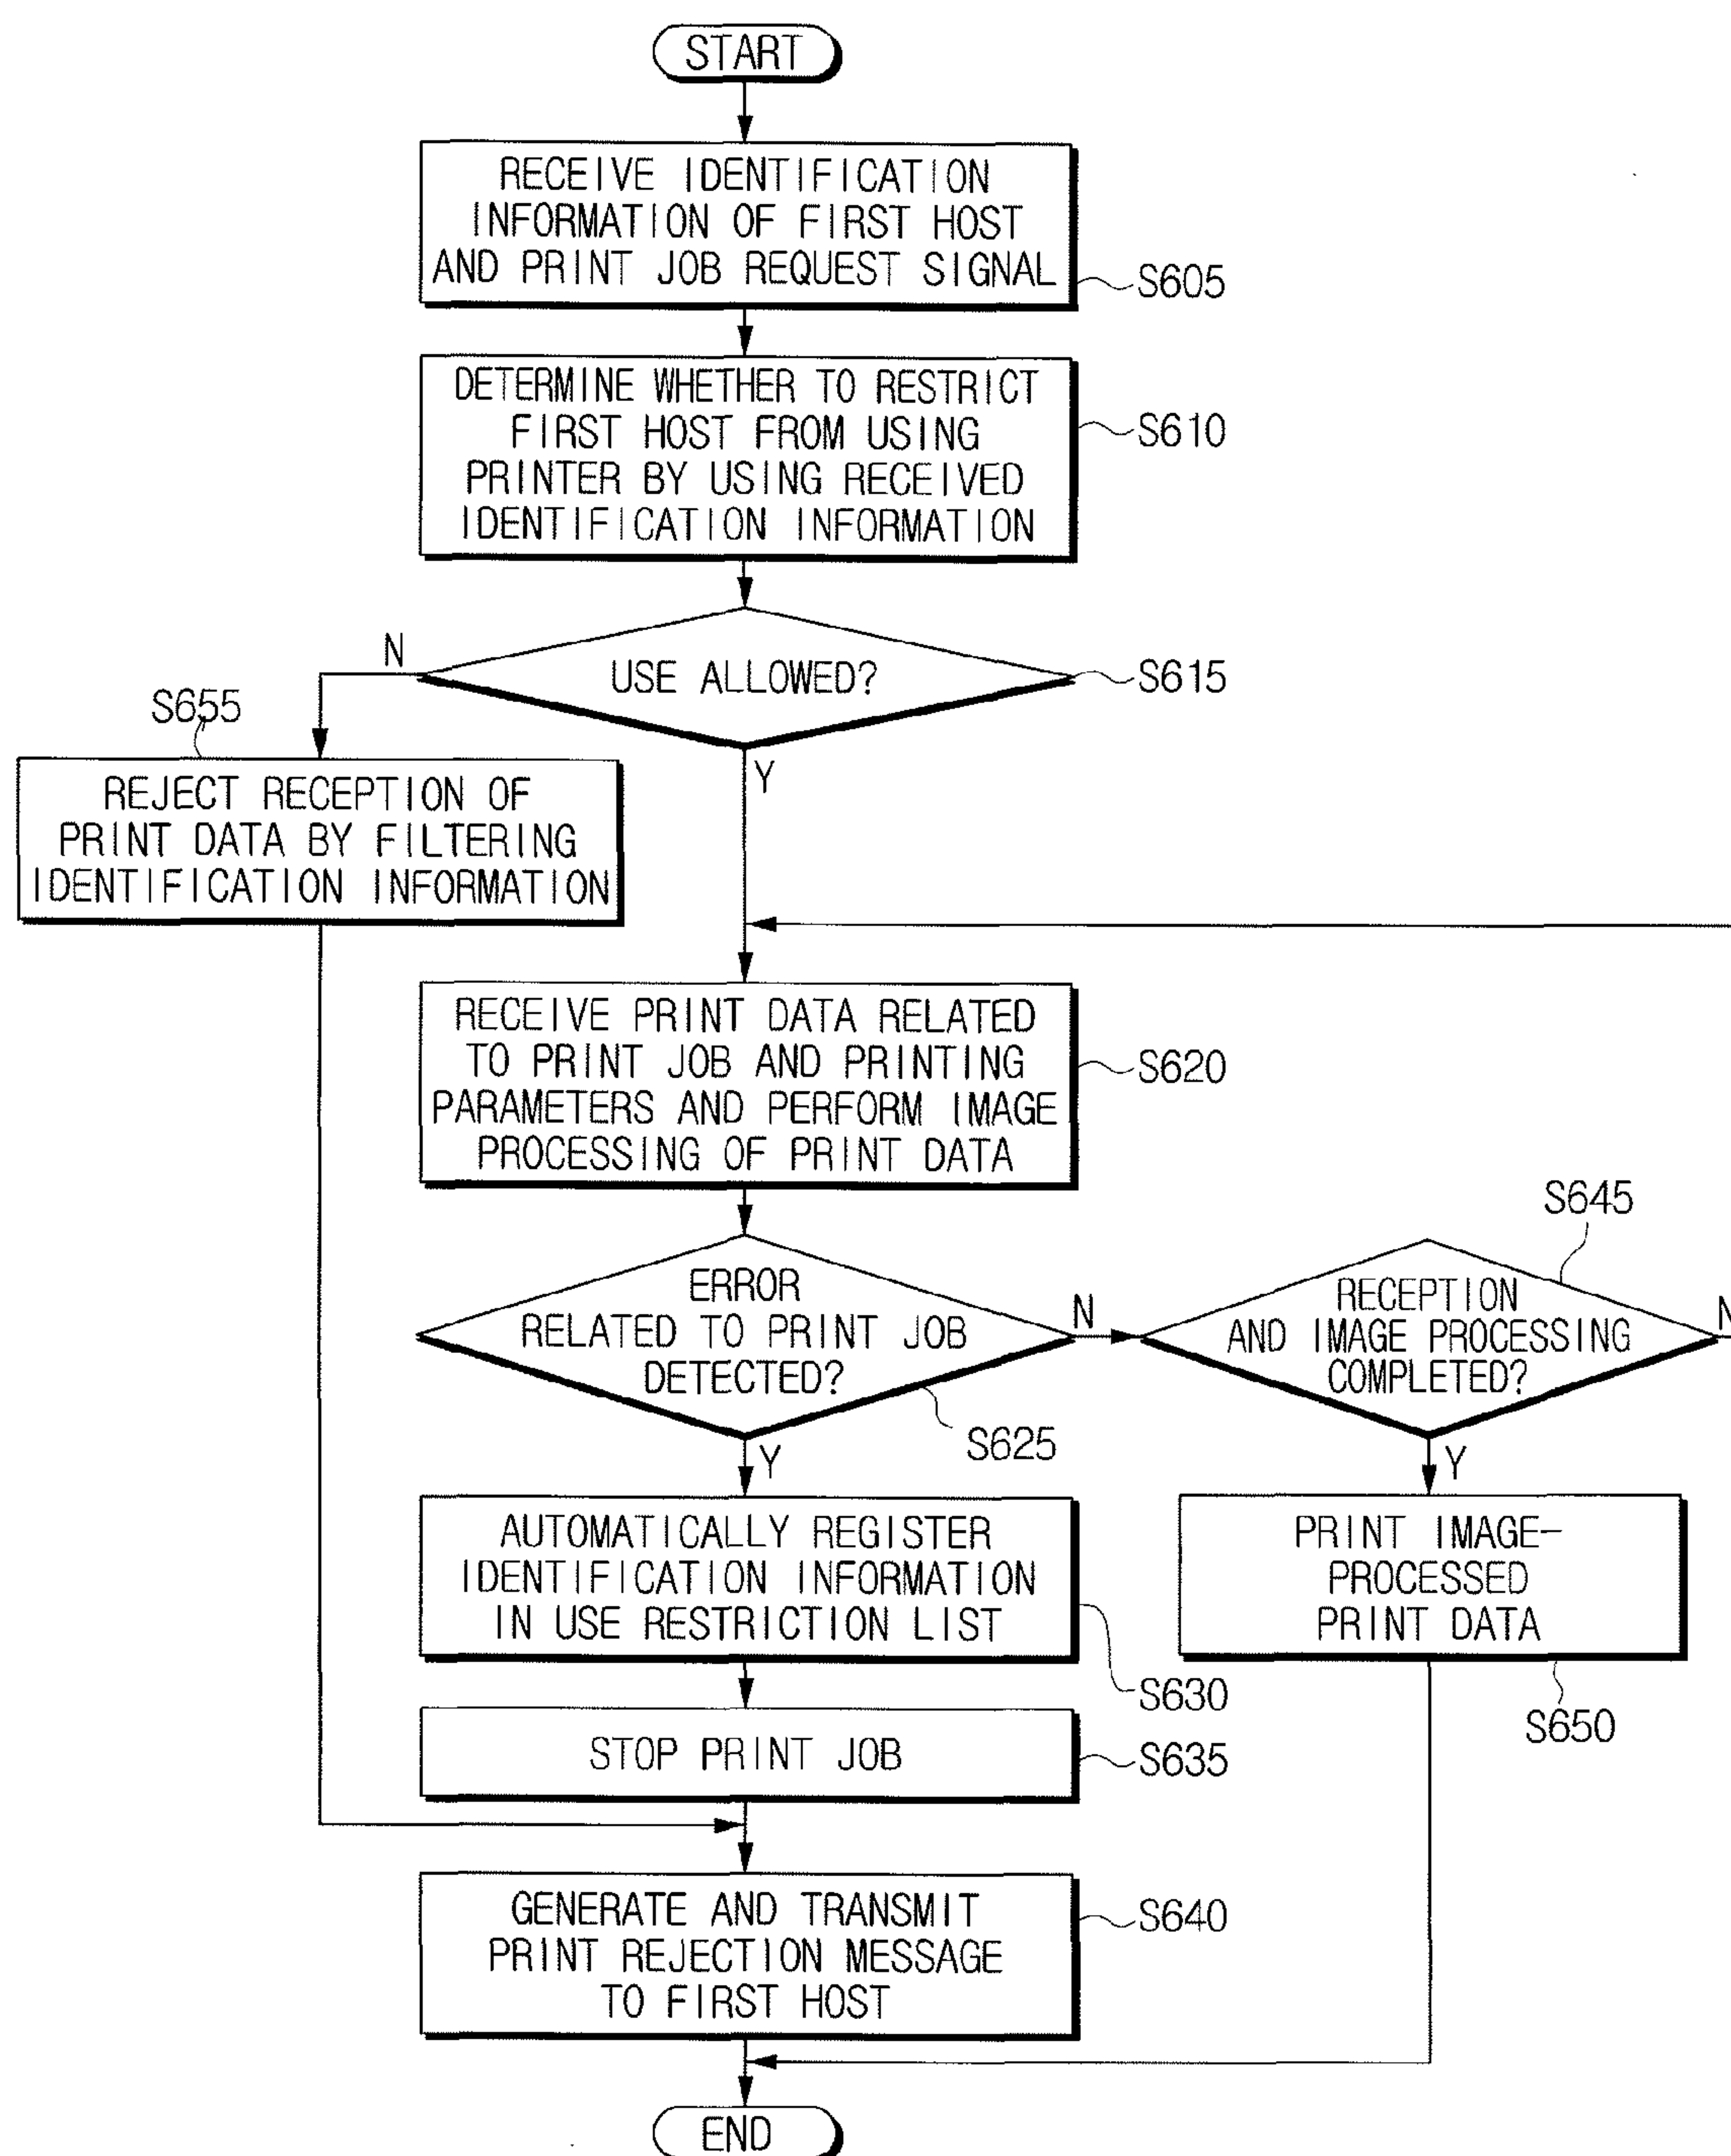 START
RECEIVE IDENTIFICATION
INFORMATION OF FIRST HOST
AND PRINT JOB REQUEST SIGNAL
S605
DETERMINE WHETHER TO RESTRICT
FIRST HOST FROM USING
PRINTER BY USING RECEIVED
IDENTIFICATION INFORMATION
S610
USE ALLOWED?
S615
N
Y
S655
REJECT RECEPTION OF
PRINT DATA BY FILTERING
IDENTIFICATION INFORMATION
RECEIVE PRINT DATA RELATED
TO PRINT JOB AND PRINTING
PARAMETERS AND PERFORM IMAGE
PROCESSING OF PRINT DATA
S620
ERROR
RELATED TO PRINT JOB
DETECTED?
S625
N
Y
S645
RECEPTION
AND IMAGE PROCESSING
COMPLETED?
N
Y
AUTOMATICALLY REGISTER
IDENTIFICATION INFORMATION
IN USE RESTRICTION LIST
S630
PRINT IMAGE-
PROCESSED
PRINT DATA
S650
STOP PRINT JOB
S635
GENERATE AND TRANSMIT
PRINT REJECTION MESSAGE
TO FIRST HOST
S640
END